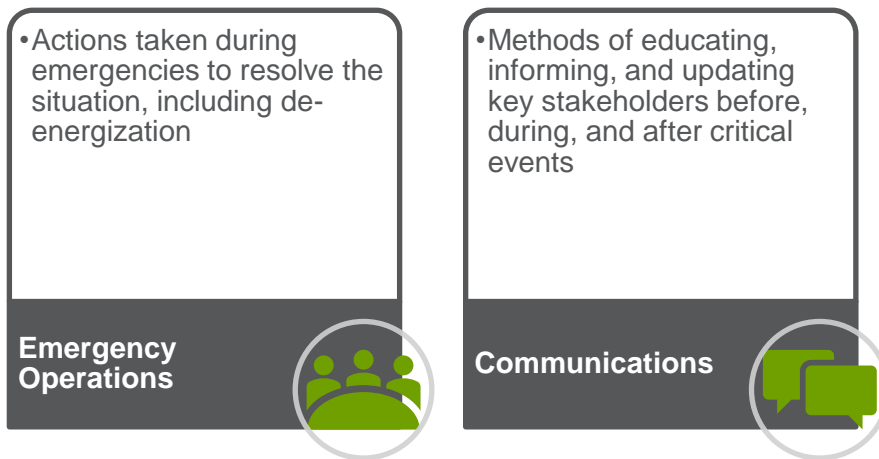 •Actions taken during
emergencies to resolve the
situation, including de-
energization
Emergency
Operations
•Methods of educating,
informing, and updating
key stakeholders before,
during, and after critical
events
Communications